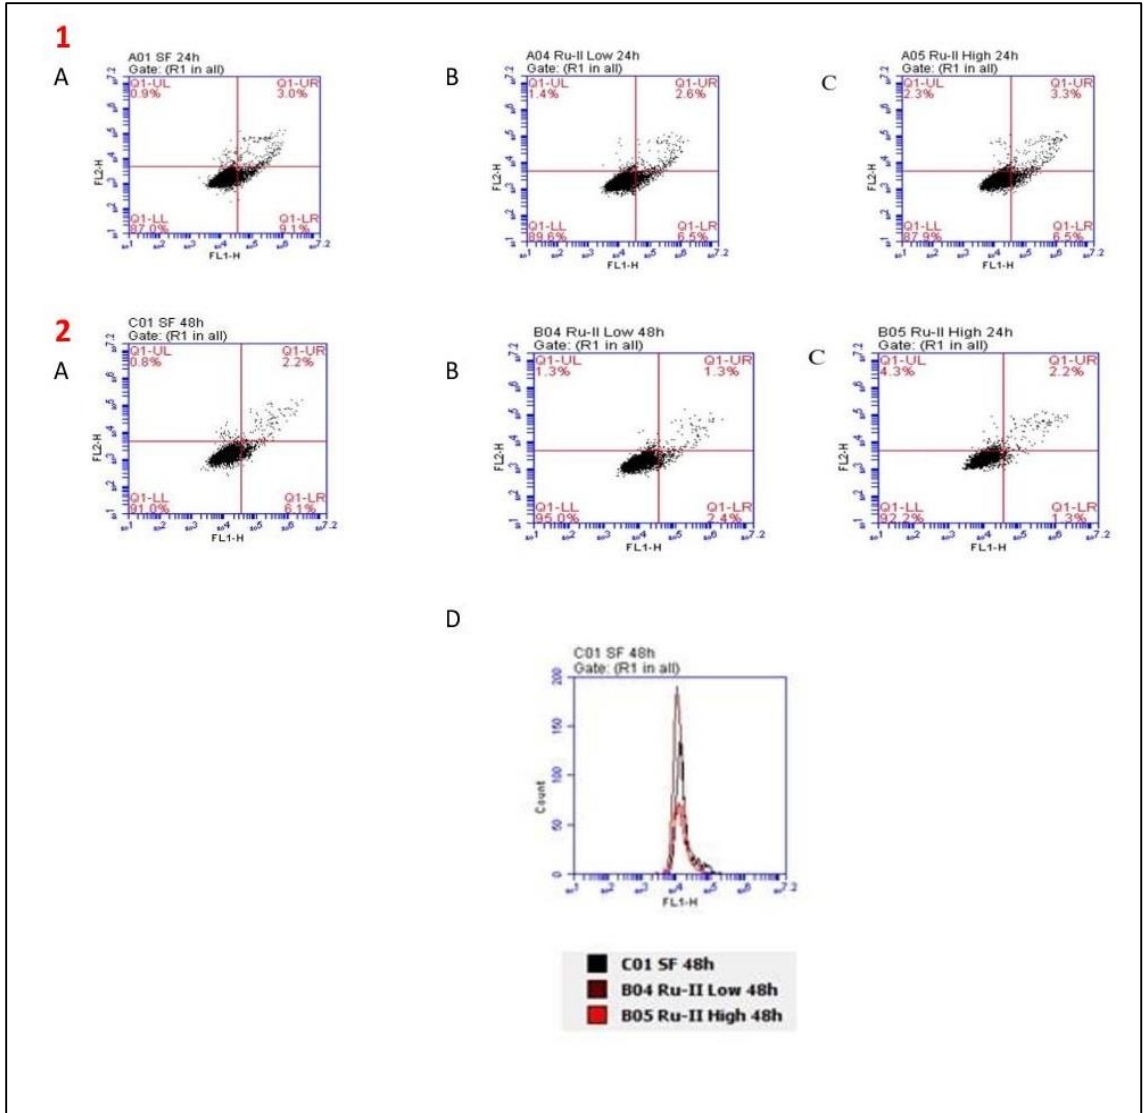 1
A
A01 SF 24h
Gate: (R1 in all)
Q1-UL
0.9%
Q1-UR
3.0%
Q1-LL
87.0%
Q1-LR
9.1%
FL2-H
FL1-H
B
A04 Ru-II Low 24h
Gate: (R1 in all)
Q1-UL
1.4%
Q1-UR
2.6%
Q1-LL
89.6%
Q1-LR
6.5%
FL2-H
FL1-H
C
A05 Ru-II High 24h
Gate: (R1 in all)
Q1-UL
2.3%
Q1-UR
3.3%
Q1-LL
87.9%
Q1-LR
6.5%
FL2-H
FL1-H
2
A
C01 SF 48h
Gate: (R1 in all)
Q1-UL
0.8%
Q1-UR
2.2%
Q1-LL
91.0%
Q1-LR
6.1%
FL2-H
FL1-H
B
B04 Ru-II Low 48h
Gate: (R1 in all)
Q1-UL
1.3%
Q1-UR
1.3%
Q1-LL
95.0%
Q1-LR
2.4%
FL2-H
FL1-H
C
B05 Ru-II High 24h
Gate: (R1 in all)
Q1-UL
4.3%
Q1-UR
2.2%
Q1-LL
92.2%
Q1-LR
1.3%
FL2-H
FL1-H
D
C01 SF 48h
Gate: (R1 in all)
200
150
100
50
0
Count
FL1-H
C01 SF 48h
B04 Ru-II Low 48h
B05 Ru-II High 48h